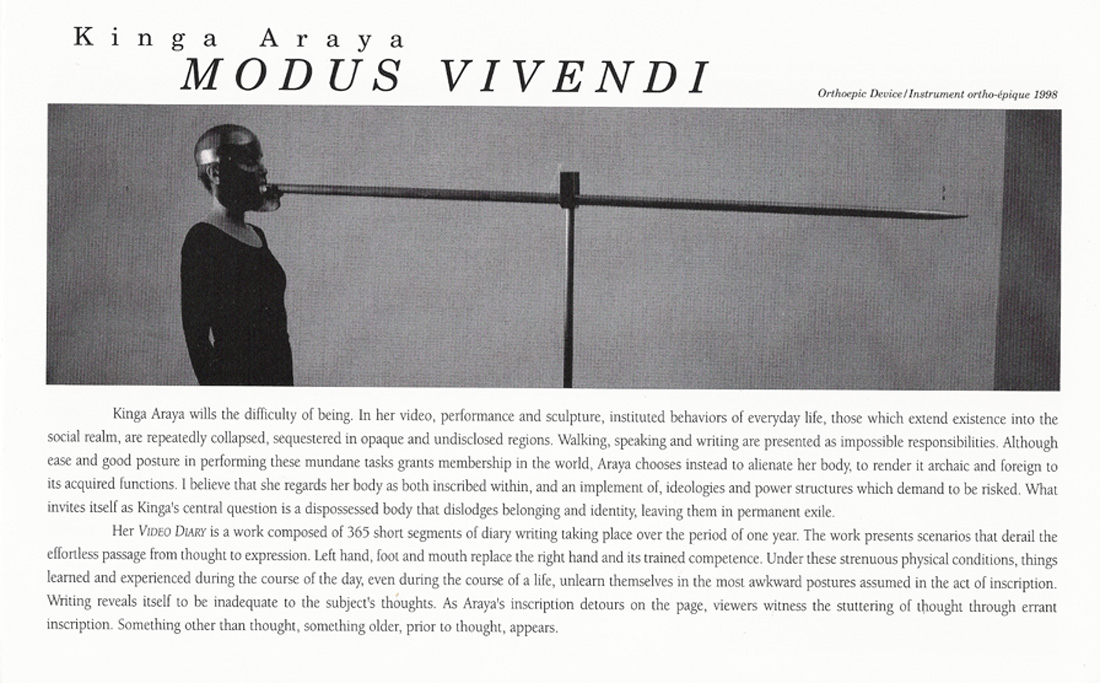 Kinga Araya
MODUS VIVENDI
Orthoepic Device/Instrument ortho-épique 1998
Kinga Araya wills the difficulty of being. In her video, performance and sculpture, instituted behaviors of everyday life, those which extend existence into the
social realm, are repeatedly collapsed, sequestered in opaque and undisclosed regions. Walking, speaking and writing are presented as impossible responsibilities. Although
ease and good posture in performing these mundane tasks grants membership in the world, Araya chooses instead to alienate her body, to render it archaic and foreign to
its acquired functions. I believe that she regards her body as both inscribed within, and an implement of, ideologies and power structures which demand to be risked. What
invites itself as Kinga's central question is a dispossessed body that dislodges belonging and identity, leaving them in permanent exile.
Her VIDEO DIARY is a work composed of 365 short segments of diary writing taking place over the period of one year. The work presents scenarios that derail the
effortless passage from thought to expression. Left hand, foot and mouth replace the right hand and its trained competence. Under these strenuous physical conditions, things
learned and experienced during the course of the day, even during the course of a life, unlearn themselves in the most awkward postures assumed in the act of inscription.
Writing reveals itself to be inadequate to the subject's thoughts. As Araya's inscription detours on the page, viewers witness the stuttering of thought through errant
inscription. Something other than thought, something older, prior to thought, appears.